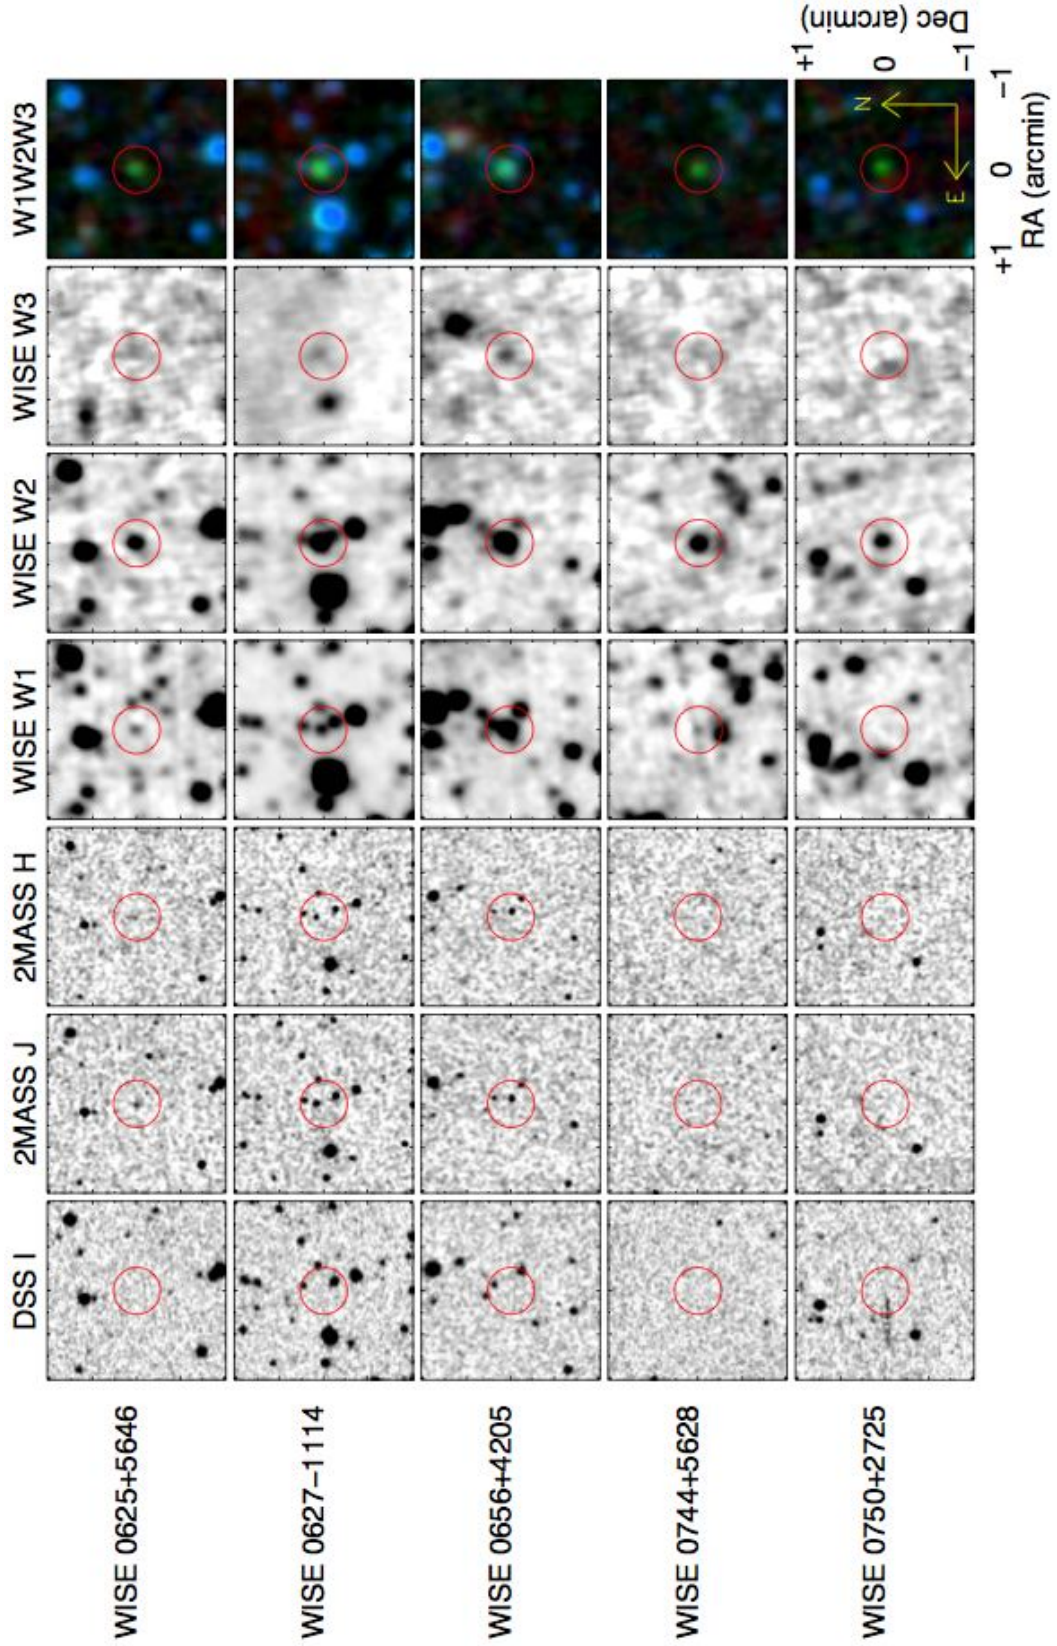 DSS I 2MASS J 2MASS H WISE W1 WISE W2 WISE W3 W1W2W3
WISE 0625+5646
WISE 0627−1114
WISE 0656+4205
WISE 0744+5628
WISE 0750+2725
N
E
+1
0
−1
Dec (arcmin)
+1 0 −1
RA (arcmin)